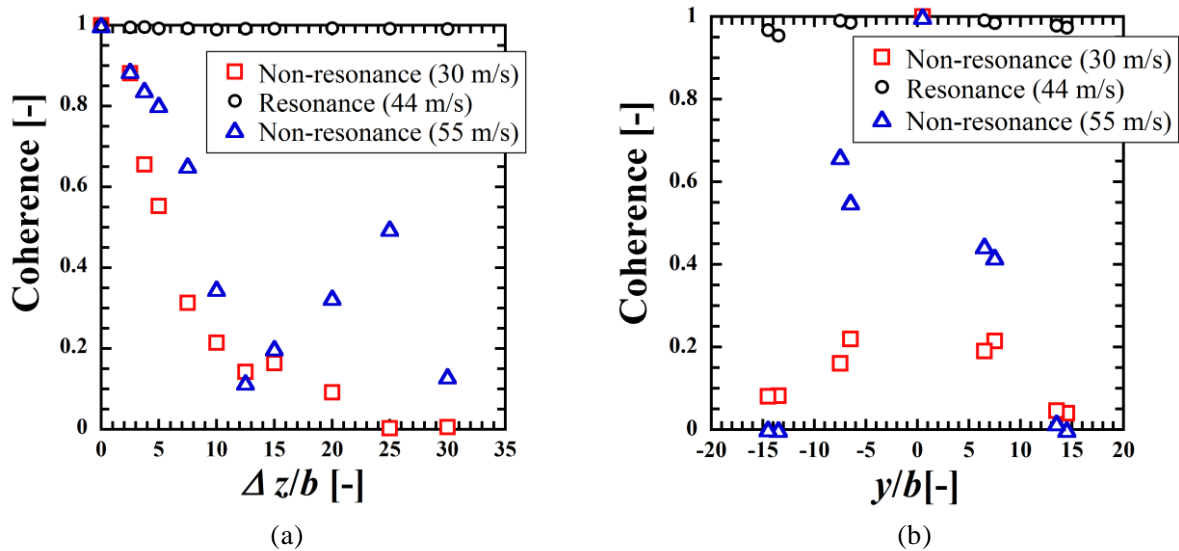 1
0.8
0.6
0.4
0.2
0
Coherence [-]
Non-resonance (30 m/s)
Resonance (44 m/s)
Non-resonance (55 m/s)
0 5 10 15 20 25 30 35
Δ z/b [-]
(a)
1
0.8
0.6
0.4
0.2
0
Coherence [-]
Non-resonance (30 m/s)
Resonance (44 m/s)
Non-resonance (55 m/s)
-20 -15 -10 -5 0 5 10 15 20
y/b[-]
(b)